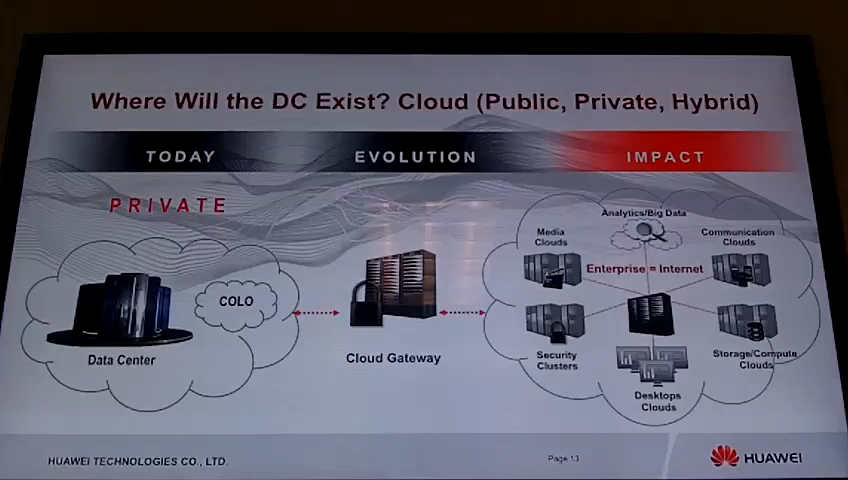 Where Will the DC Exist? Cloud (Public, Private, Hybrid)
TODAY
EVOLUTION
IMPACT
PRIVATE
COLO
Data Center
Cloud Gateway
Analytics/Big Data
Media
Clouds
Communication
Clouds
Enterprise = Internet
Security
Clusters
Storage/Compute
Clouds
Desktops
Clouds
HUAWEI TECHNOLOGIES CO., LTD.
Page 13
HUAWEI